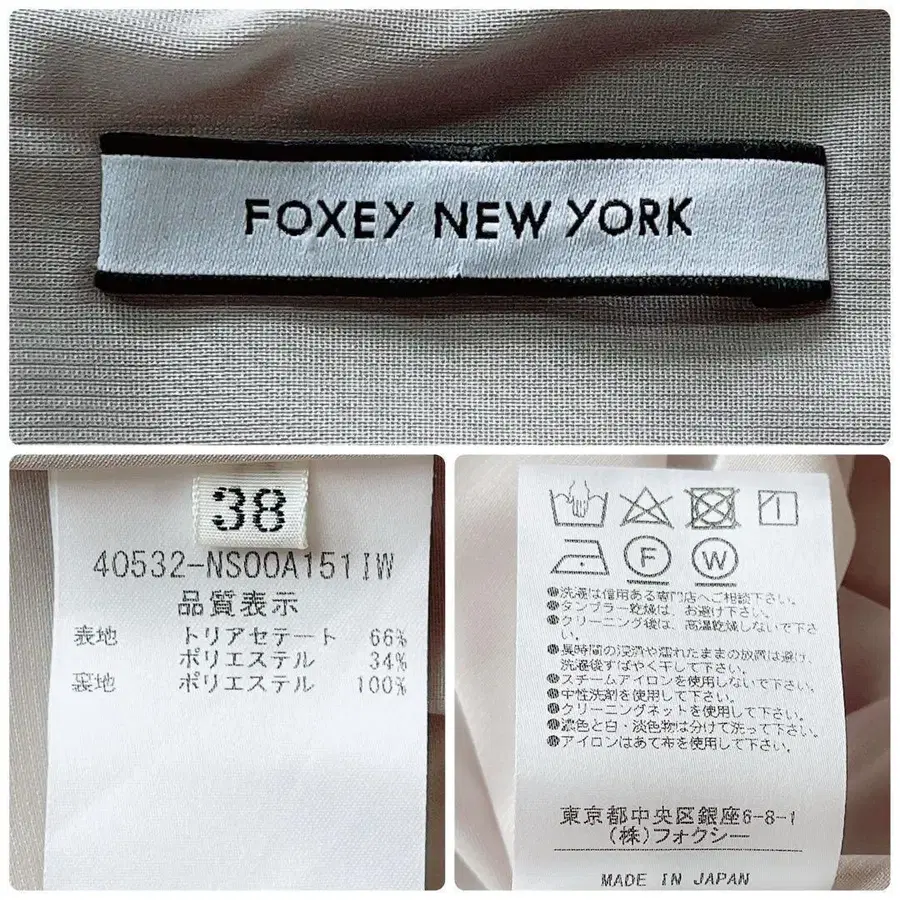 FOXEY NEW YORK
38
40532-NS00A151IW
品質表示
表地 トリアセテート 66%
ポリエステル 34%
裏地 ポリエステル 100%
F W
●洗濯は信用ある専門店へご相談下さい。
●タンブラー乾燥は、お避け下さい。
●クリーニング後は、高温乾燥しないで下さ
い。
●長時間の浸漬や濡れたままの放置は避け、
洗濯後すばやく干して下さい。
●スチームアイロンを使用しないで下さい。
●中性洗剤を使用して下さい。
●クリーニングネットを使用して下さい。
●濃色と白・淡色物は分けて洗って下さい。
●アイロンはあて布を使用して下さい。
東京都中央区銀座6-8-1
(株)フォクシー
MADE IN JAPAN